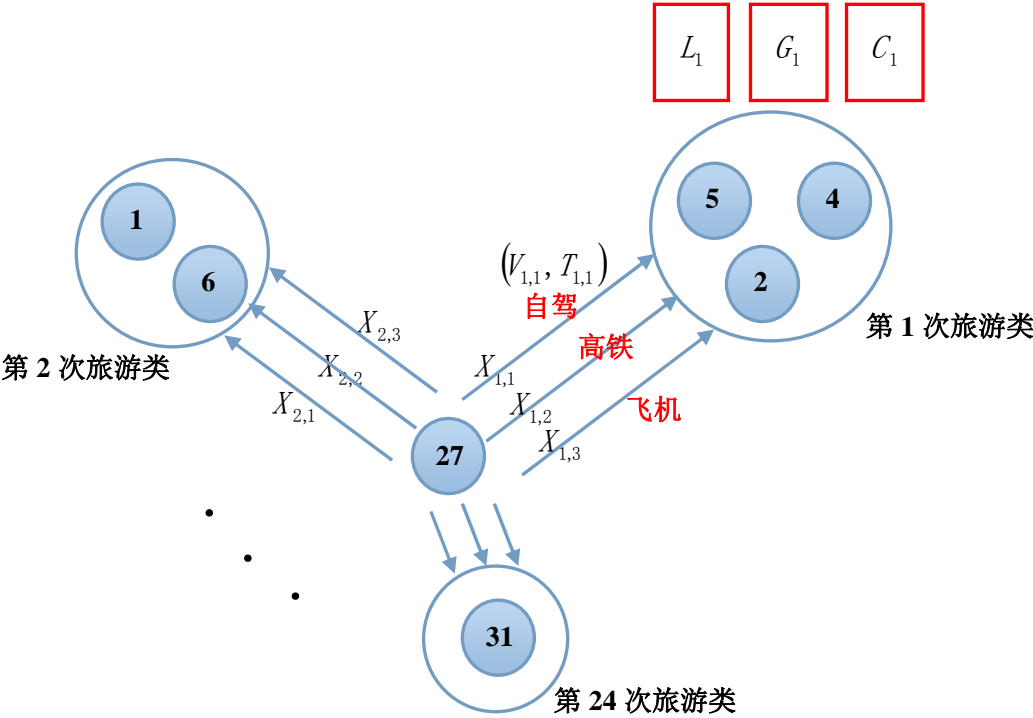 L₁ G₁ C₁
1
5
4
6
2
(V₁,₁, T₁,₁)
自驾
X₂,₃
第 1 次旅游类
高铁
第 2 次旅游类
X₂,₂
X₁,₁
X₂,₁
X₁,₂
飞机
X₁,₃
27
31
第 24 次旅游类